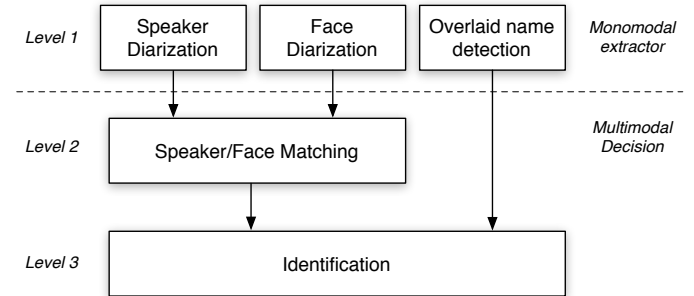 Level 1
Speaker
Diarization
Face
Diarization
Overlaid name
detection
Monomodal
extractor
Level 2
Speaker/Face Matching
Multimodal
Decision
Level 3
Identification